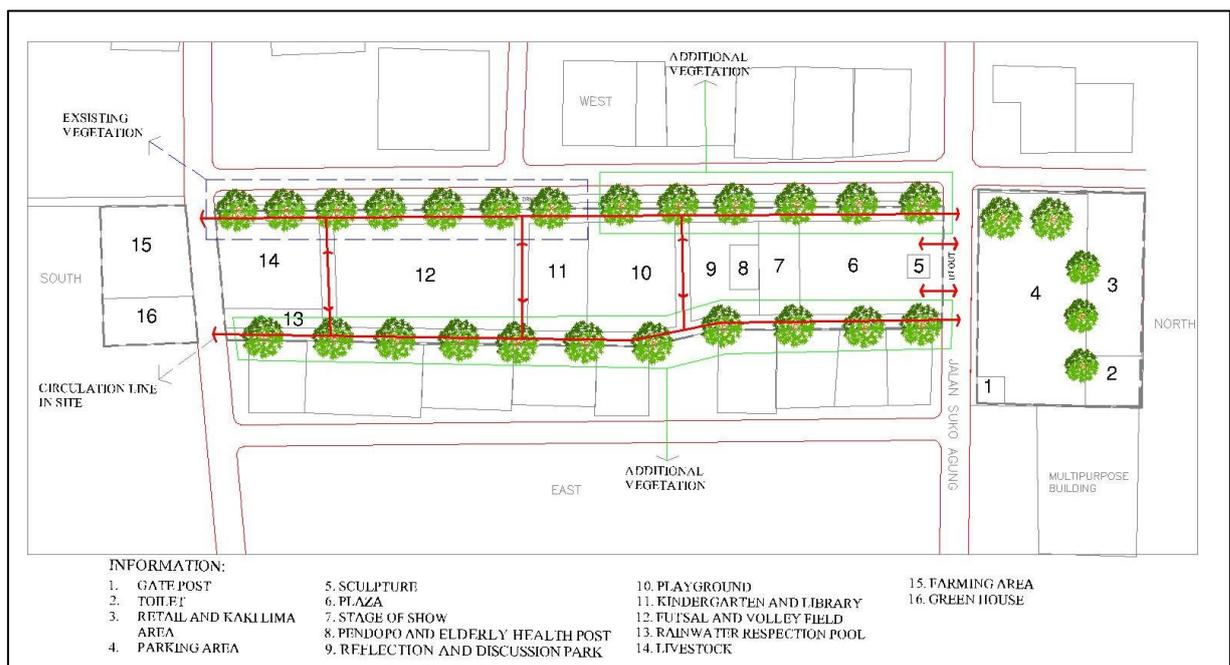 ADDITIONAL
VEGETATION
WEST
EXSISTING
VEGETATION
15
14
12
11
10
9
8
7
6
5
4
3
SOUTH
16
13
NORTH
1
2
CIRCULATION LINE
IN SITE
JALAN SUKO AGUNG
ADDITIONAL
VEGETATION
EAST
MULTIPURPOSE
BUILDING
INFORMATION:
1. GATE POST
2. TOILET
3. RETAIL AND KAKI LIMA
AREA
4. PARKING AREA
5. SCULPTURE
6. PLAZA
7. STAGE OF SHOW
8. PENDOPO AND ELDERLY HEALTH POST
9. REFLECTION AND DISCUSSION PARK
10. PLAYGROUND
11. KINDERGARTEN AND LIBRARY
12. FUTSAL AND VOLLEY FIELD
13. RAINWATER RESPECTION POOL
14. LIVESTOCK
15. FARMING AREA
16. GREEN HOUSE